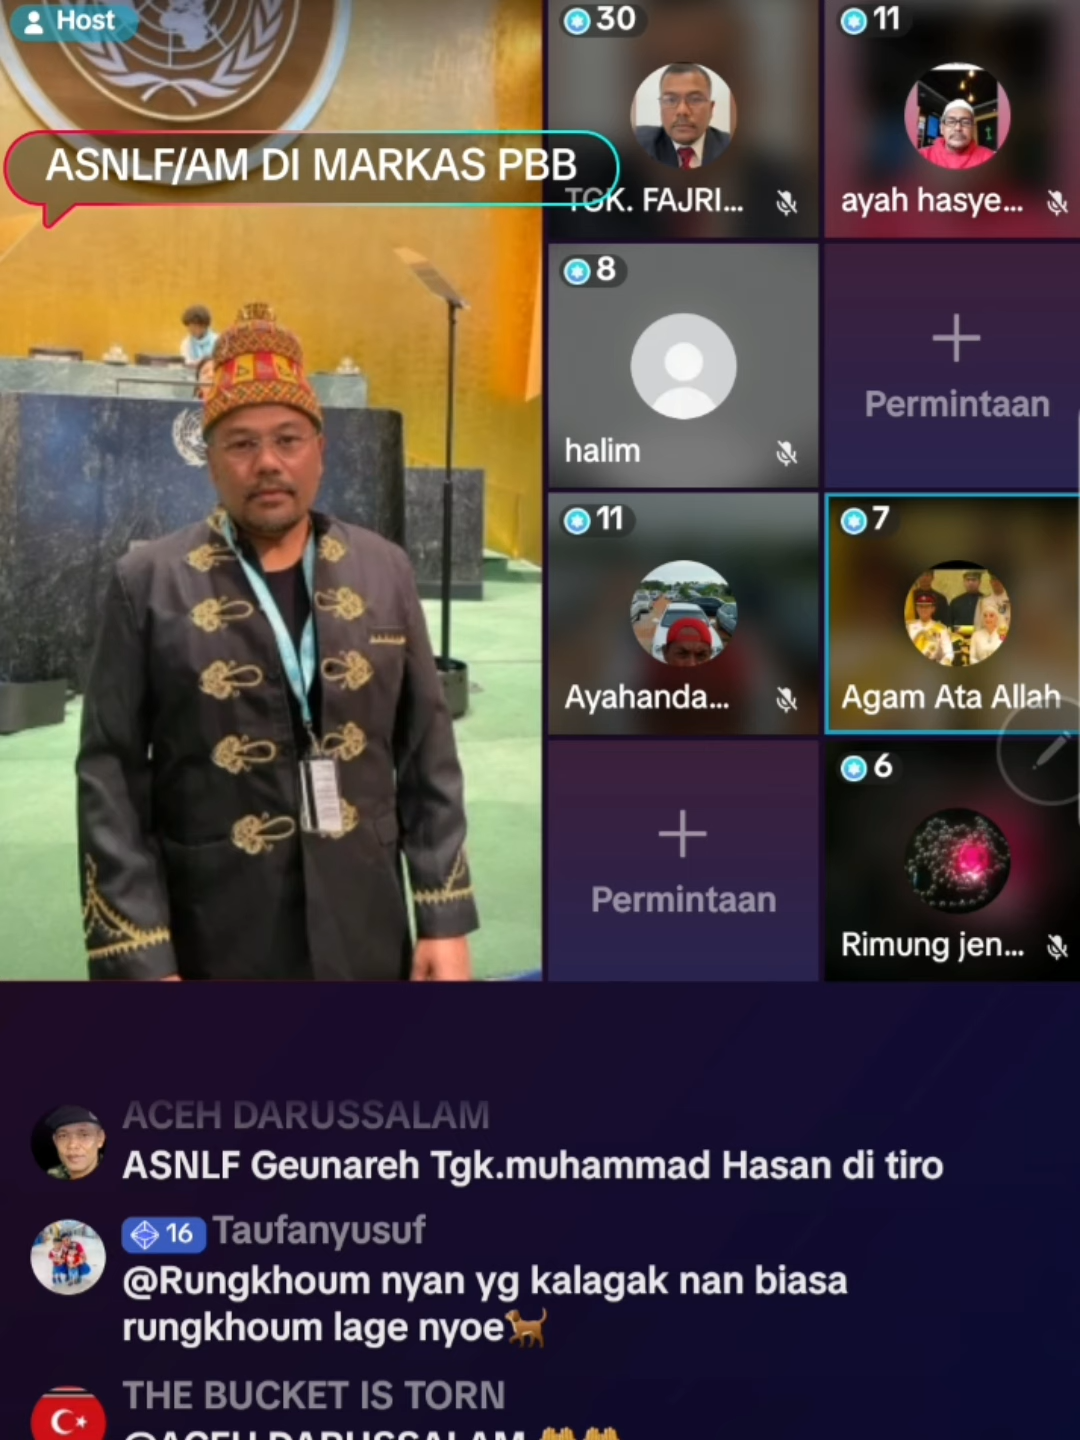 Host
30
11
ASNLF/AM DI MARKAS PBB
TGK. FAJRI...
ayah hasye...
8
halim
Permintaan
11
7
Ayahanda...
Agam Ata Allah
6
Permintaan
Rimung jen...
ACEH DARUSSALAM
ASNLF Geunareh Tgk.muhammad Hasan di tiro
16 Taufanyusuf
@Rungkhoum nyan yg kalagak nan biasa
rungkhoum lage nyoe🐕
THE BUCKET IS TORN
@ACEH DARUSSALAM